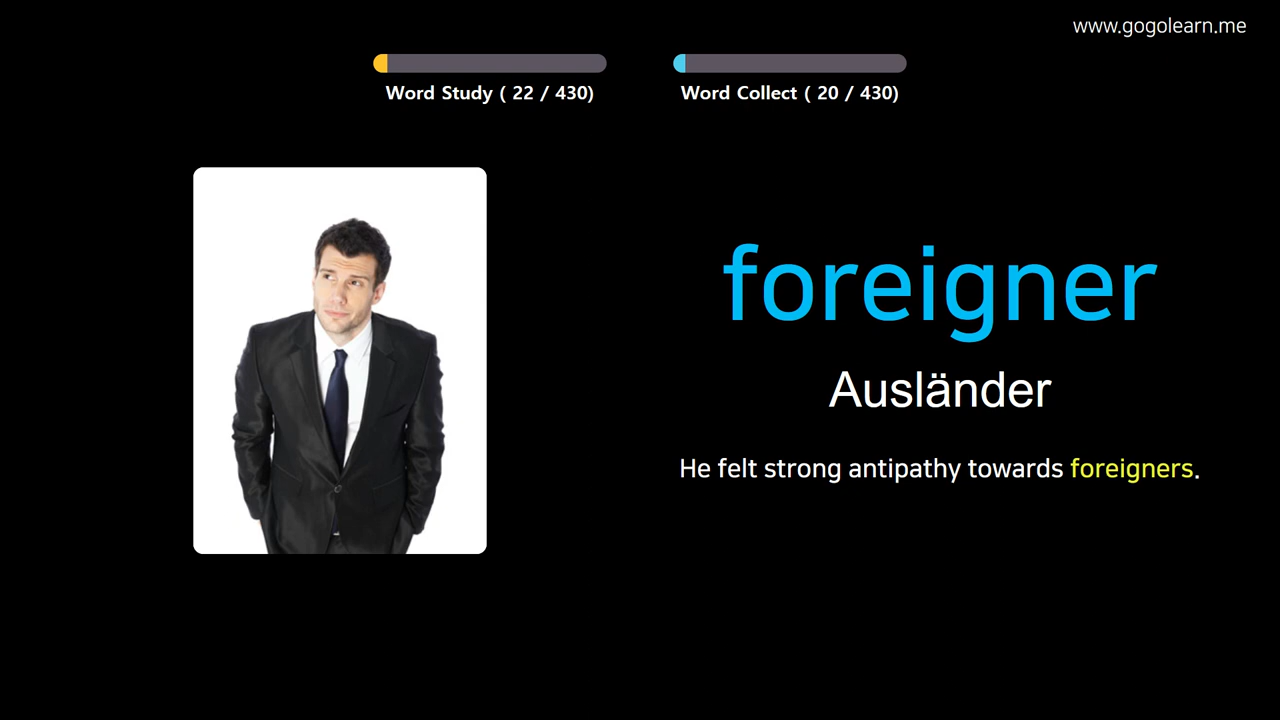 www.gogolearn.me
Word Study ( 22 / 430)
Word Collect ( 20 / 430)
foreigner
Ausländer
He felt strong antipathy towards foreigners.